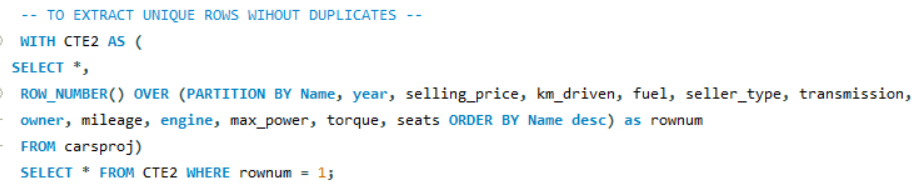 -- TO EXTRACT UNIQUE ROWS WIHOUT DUPLICATES --
WITH CTE2 AS (
SELECT *,
ROW_NUMBER() OVER (PARTITION BY Name, year, selling_price, km_driven, fuel, seller_type, transmission,
owner, mileage, engine, max_power, torque, seats ORDER BY Name desc) as rownum
FROM carsproj)
SELECT * FROM CTE2 WHERE rownum = 1;